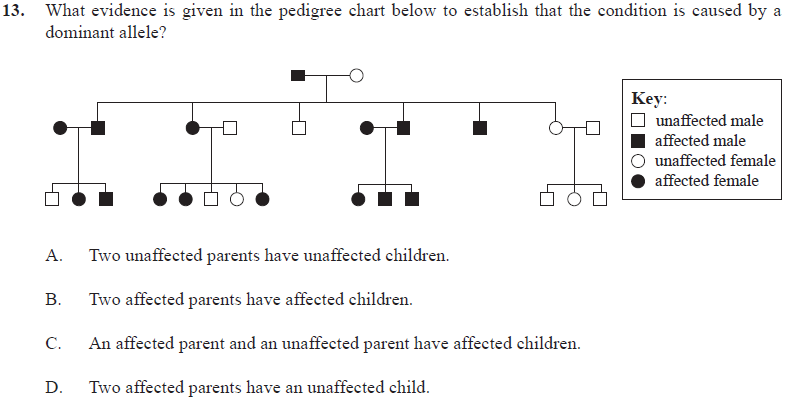 13. What evidence is given in the pedigree chart below to establish that the condition is caused by a
dominant allele?
Key:
unaffected male
affected male
unaffected female
affected female
A. Two unaffected parents have unaffected children.
B. Two affected parents have affected children.
C. An affected parent and an unaffected parent have affected children.
D. Two affected parents have an unaffected child.